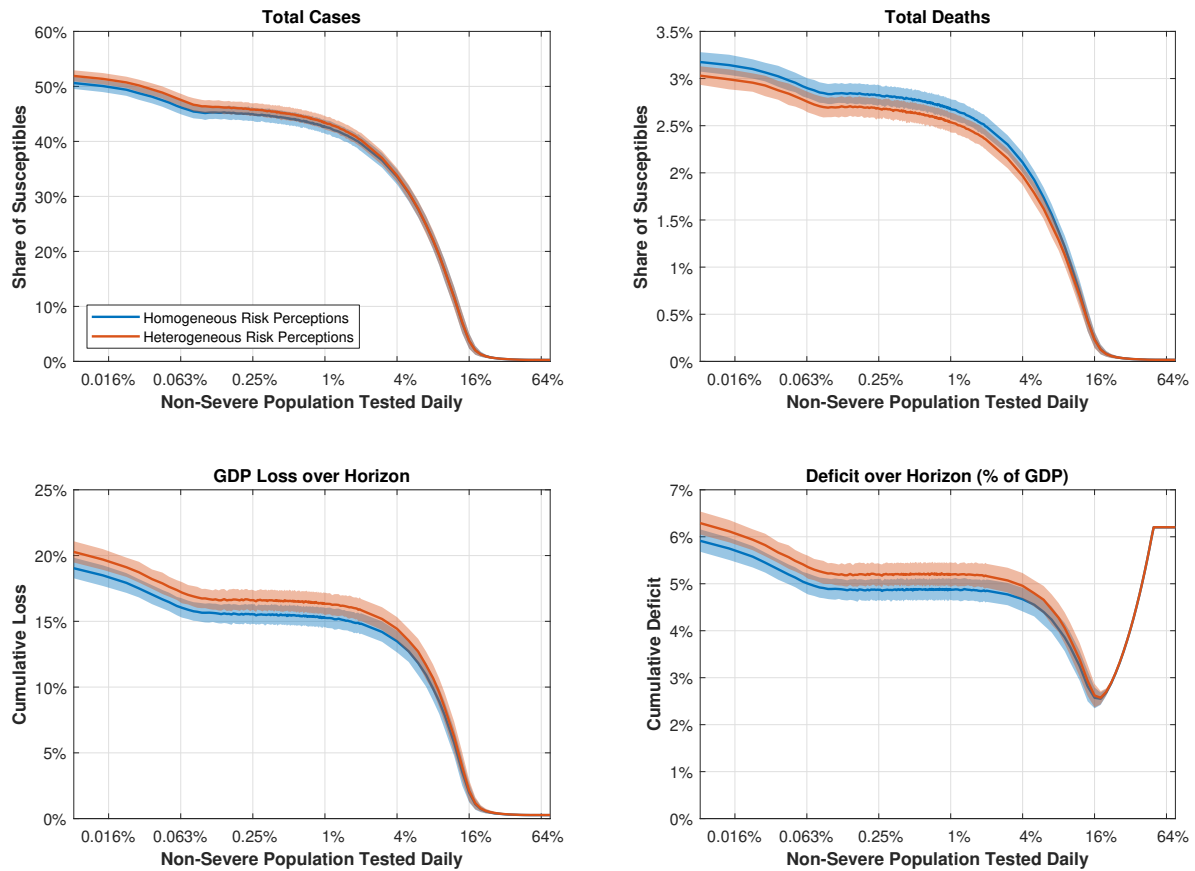 Total Cases
60%
50%
40%
30%
20%
10%
0%
Share of Susceptibles
Homogeneous Risk Perceptions
Heterogeneous Risk Perceptions
0.016% 0.063% 0.25% 1% 4% 16% 64%
Non-Severe Population Tested Daily
Total Deaths
3.5%
3%
2.5%
2%
1.5%
1%
0.5%
0%
Share of Susceptibles
0.016% 0.063% 0.25% 1% 4% 16% 64%
Non-Severe Population Tested Daily
GDP Loss over Horizon
25%
20%
15%
10%
5%
0%
Cumulative Loss
0.016% 0.063% 0.25% 1% 4% 16% 64%
Non-Severe Population Tested Daily
Deficit over Horizon (% of GDP)
7%
6%
5%
4%
3%
2%
1%
0%
Cumulative Deficit
0.016% 0.063% 0.25% 1% 4% 16% 64%
Non-Severe Population Tested Daily